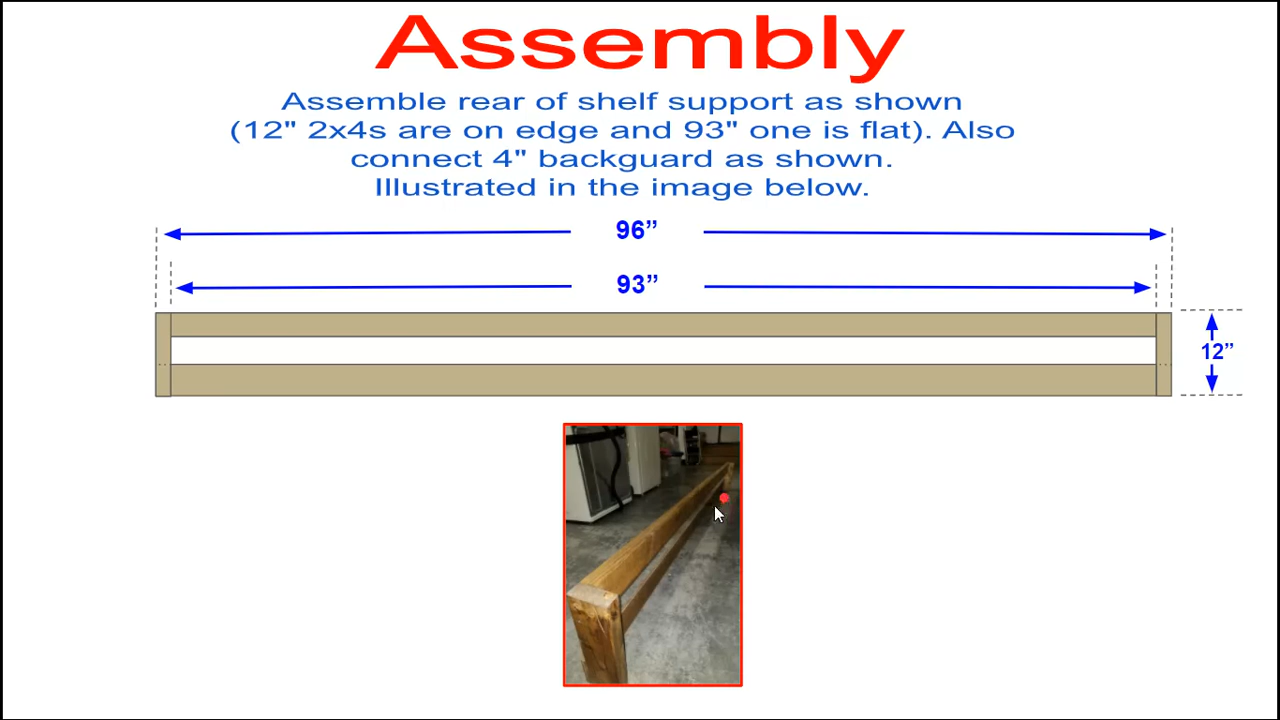 Assembly
Assemble rear of shelf support as shown
(12" 2x4s are on edge and 93" one is flat). Also
connect 4" backguard as shown.
Illustrated in the image below.
96”
93”
12”